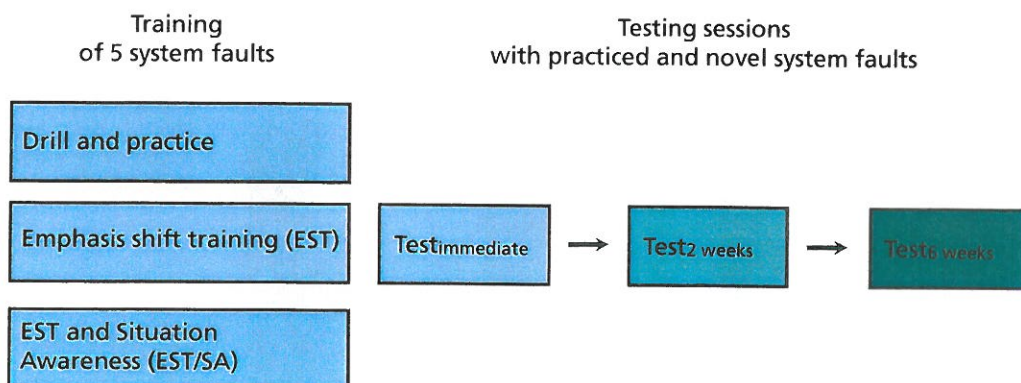 Training
of 5 system faults
Testing sessions
with practiced and novel system faults
Drill and practice
Emphasis shift training (EST)
Testimmediate
Test2 weeks
Test6 weeks
EST and Situation
Awareness (EST/SA)